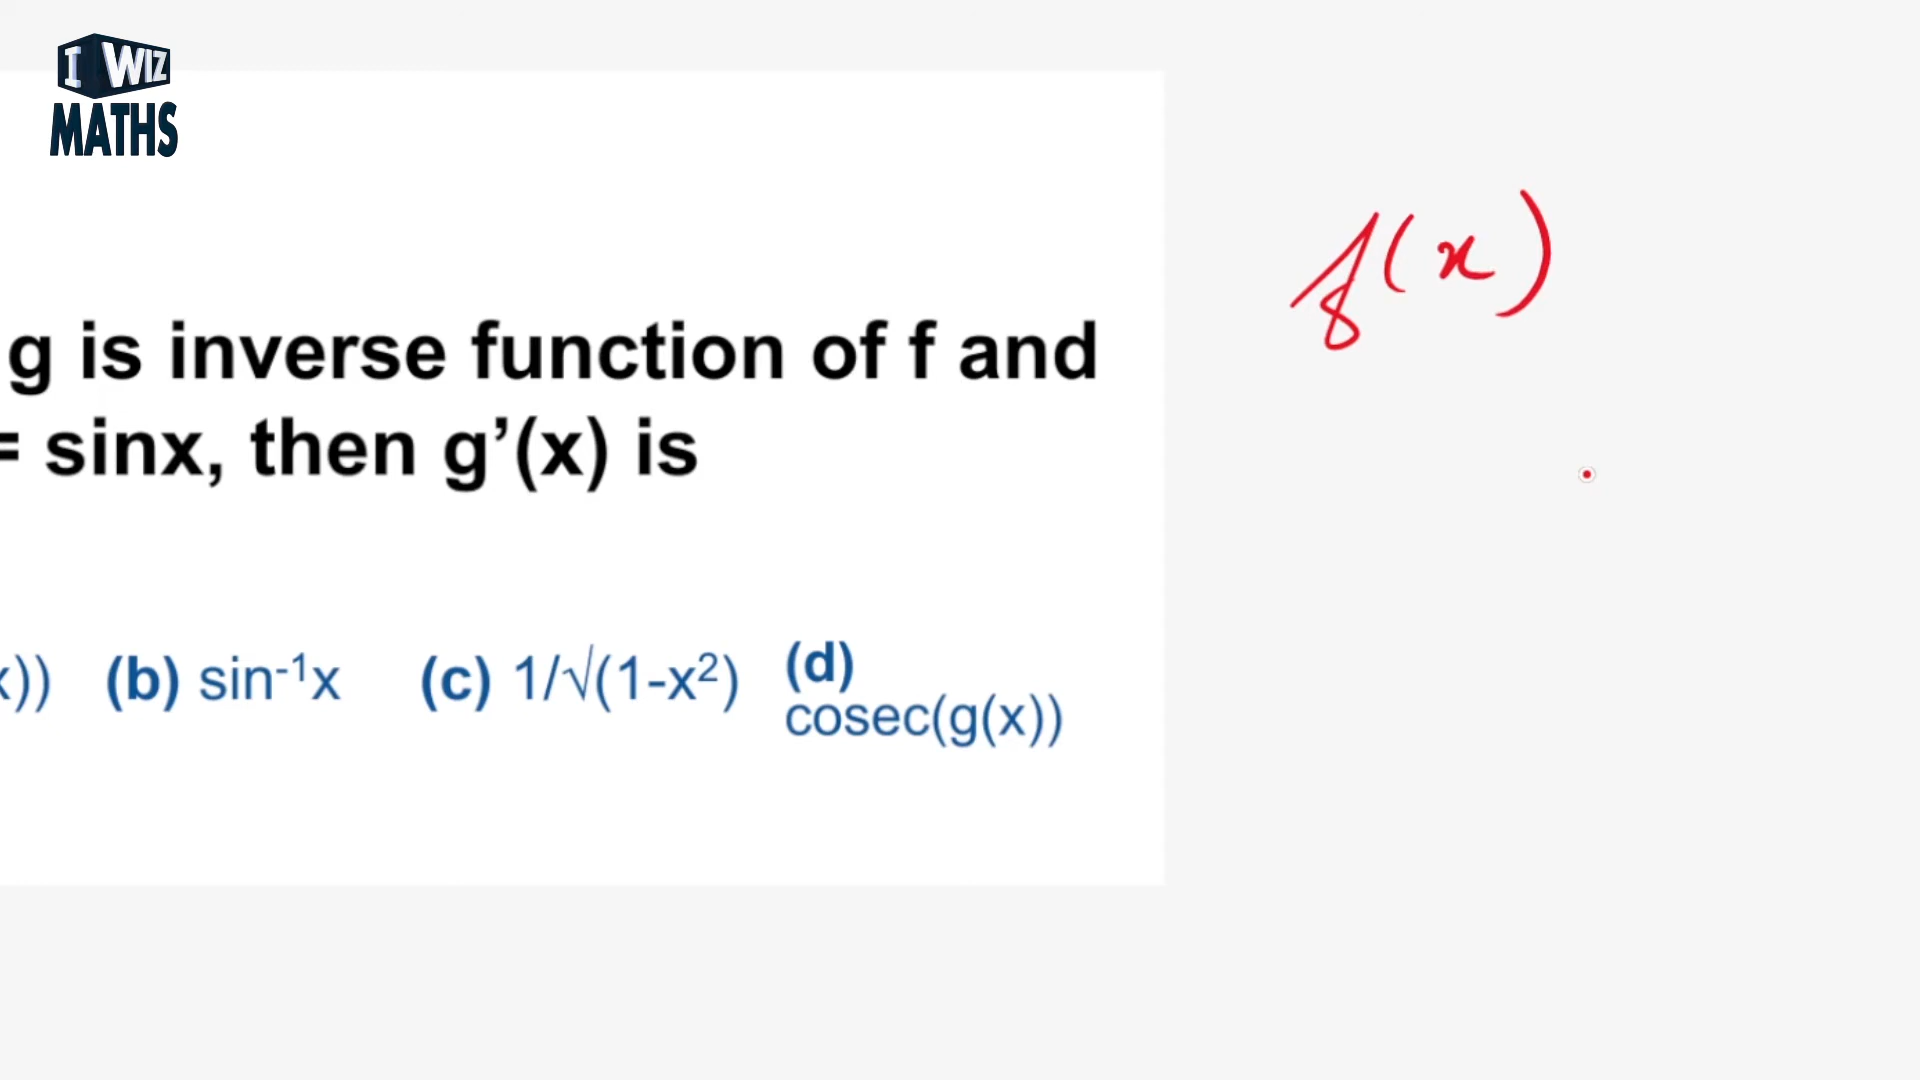 I WIZ
MATHS
f(x)
g is inverse function of f and
= sinx, then g’(x) is
x)) (b) sin⁻¹x (c) 1/√(1-x²) (d)
cosec(g(x))